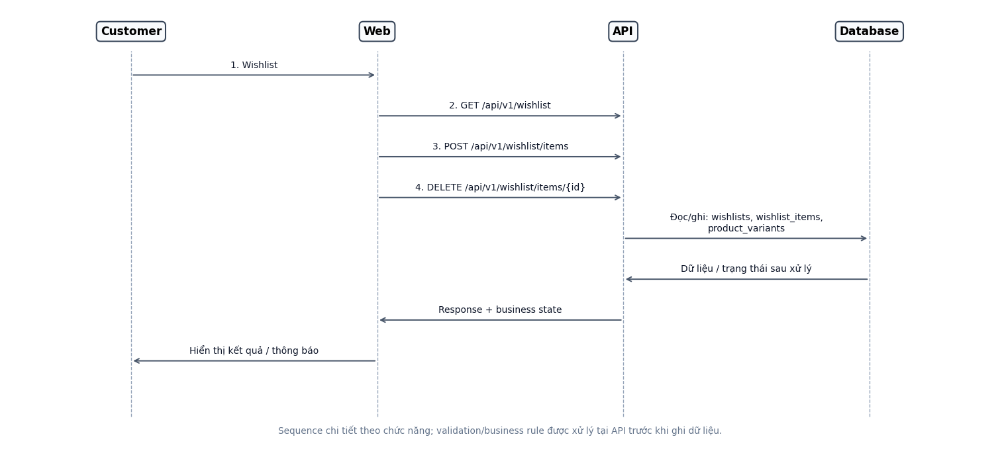 Customer
Web
API
Database
1. Wishlist
2. GET /api/v1/wishlist
3. POST /api/v1/wishlist/items
4. DELETE /api/v1/wishlist/items/{id}
Đọc/ghi: wishlists, wishlist_items,
product_variants
Dữ liệu / trạng thái sau xử lý
Response + business state
Hiển thị kết quả / thông báo
Sequence chi tiết theo chức năng; validation/business rule được xử lý tại API trước khi ghi dữ liệu.